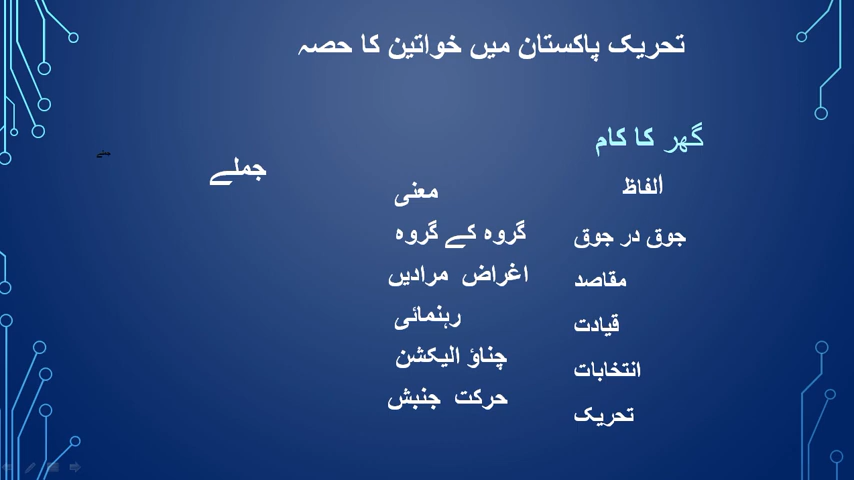 تحریک پاکستان میں خواتین کا حصہ
گھر کا کام
الفاظ معنی جملے
جوق در جوق گروہ کے گروہ
مقاصد اغراض مرادیں
قیادت رہنمائی
انتخابات چناؤ الیکشن
تحریک حرکت جنبش